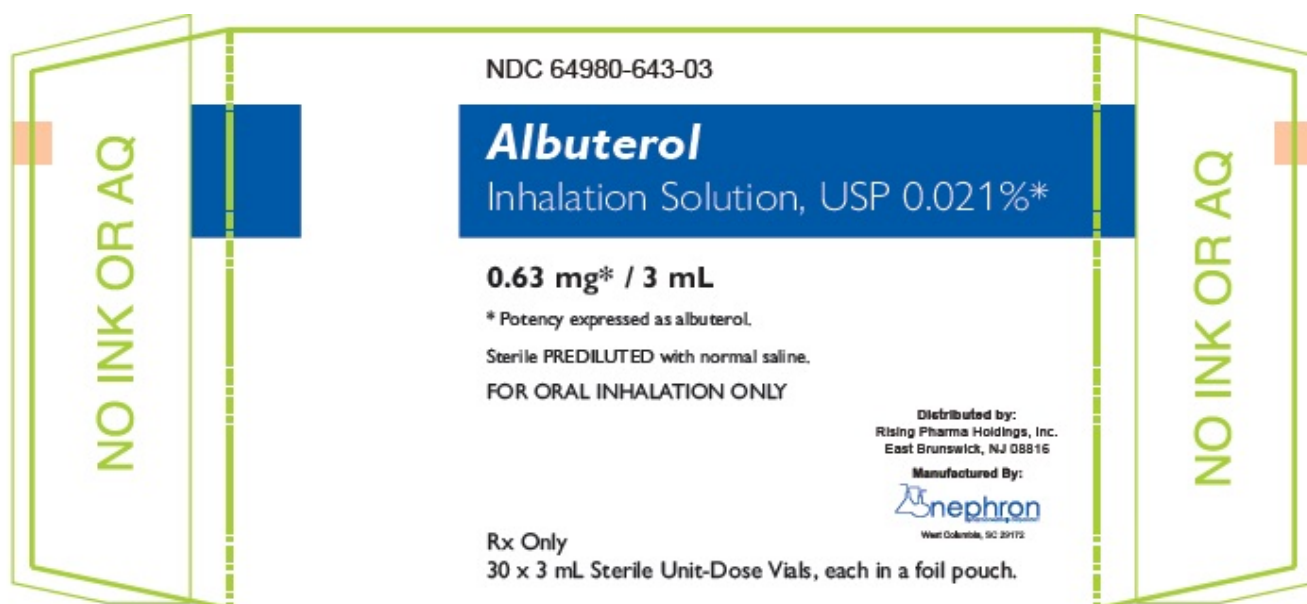 NO INK OR AQ
NDC 64980-643-03
Albuterol
Inhalation Solution, USP 0.021%*
0.63 mg* / 3 mL
* Potency expressed as albuterol.
Sterile PREDILUTED with normal saline.
FOR ORAL INHALATION ONLY
Distributed by:
Rising Pharma Holdings, Inc.
East Brunswick, NJ 08816
Manufactured By:
nephron
West Columbia, SC 29172
Rx Only
30 x 3 mL Sterile Unit-Dose Vials, each in a foil pouch.
NO INK OR AQ